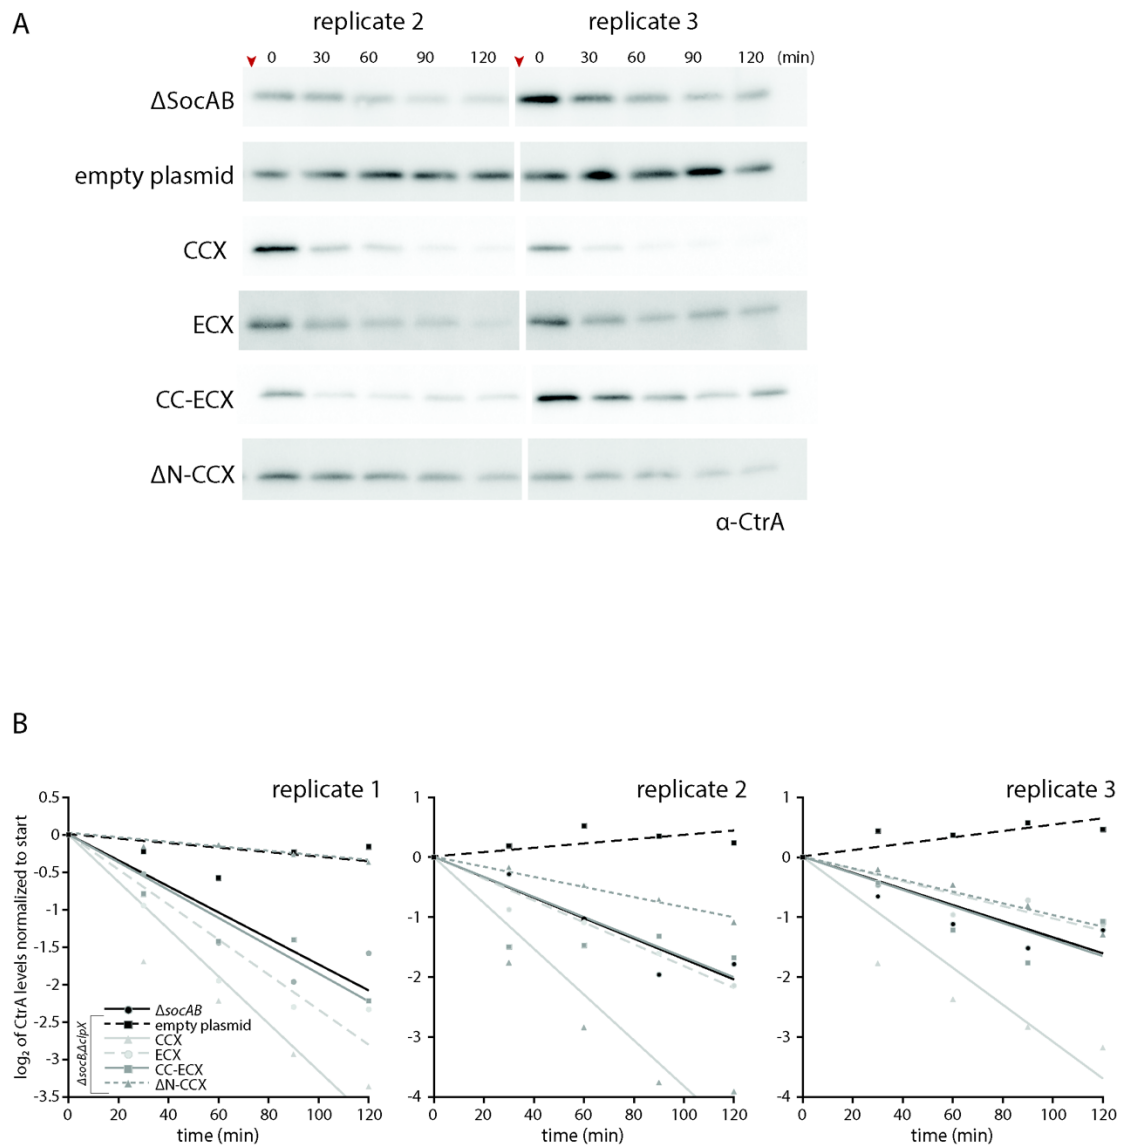 A
replicate 2 replicate 3
0 30 60 90 120 0 30 60 90 120 (min)
ΔSocAB
empty plasmid
CCX
ECX
CC-ECX
ΔN-CCX
α-CtrA
B
replicate 1 replicate 2 replicate 3
log2 of CtrA levels normalized to start
0.5
0
-0.5
-1
-1.5
-2
-2.5
-3
-3.5
ΔsocB,ΔclpX
ΔsocAB
empty plasmid
CCX
ECX
CC-ECX
ΔN-CCX
0 20 40 60 80 100 120
time (min)
1
0
-1
-2
-3
-4
0 20 40 60 80 100 120
time (min)
1
0
-1
-2
-3
-4
0 20 40 60 80 100 120
time (min)